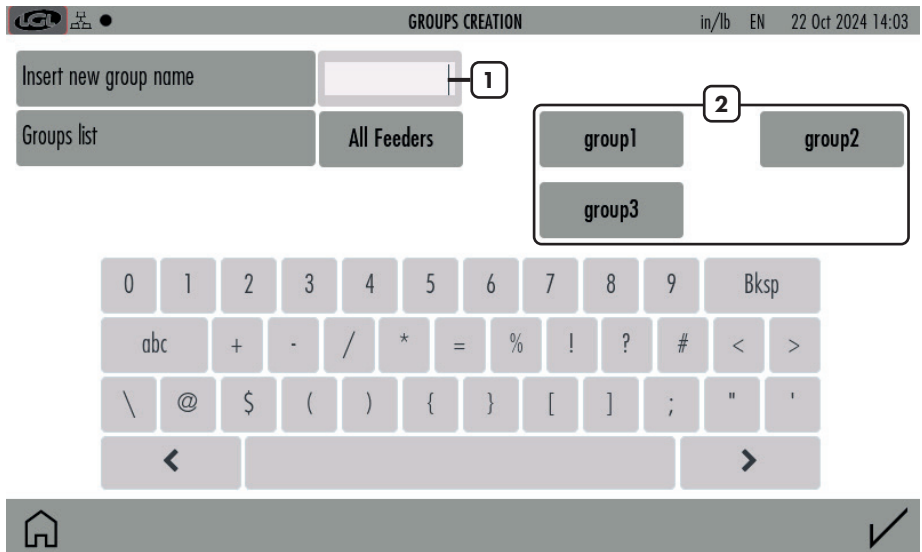 LGL GROUPS CREATION in/lb EN 22 Oct 2024 14:03
Insert new group name 1
2
Groups list All Feeders group1 group2
group3
0 1 2 3 4 5 6 7 8 9 Bksp
abc + - / * = % ! ? # < >
\ @ $ ( ) { } [ ] ; " '
< >